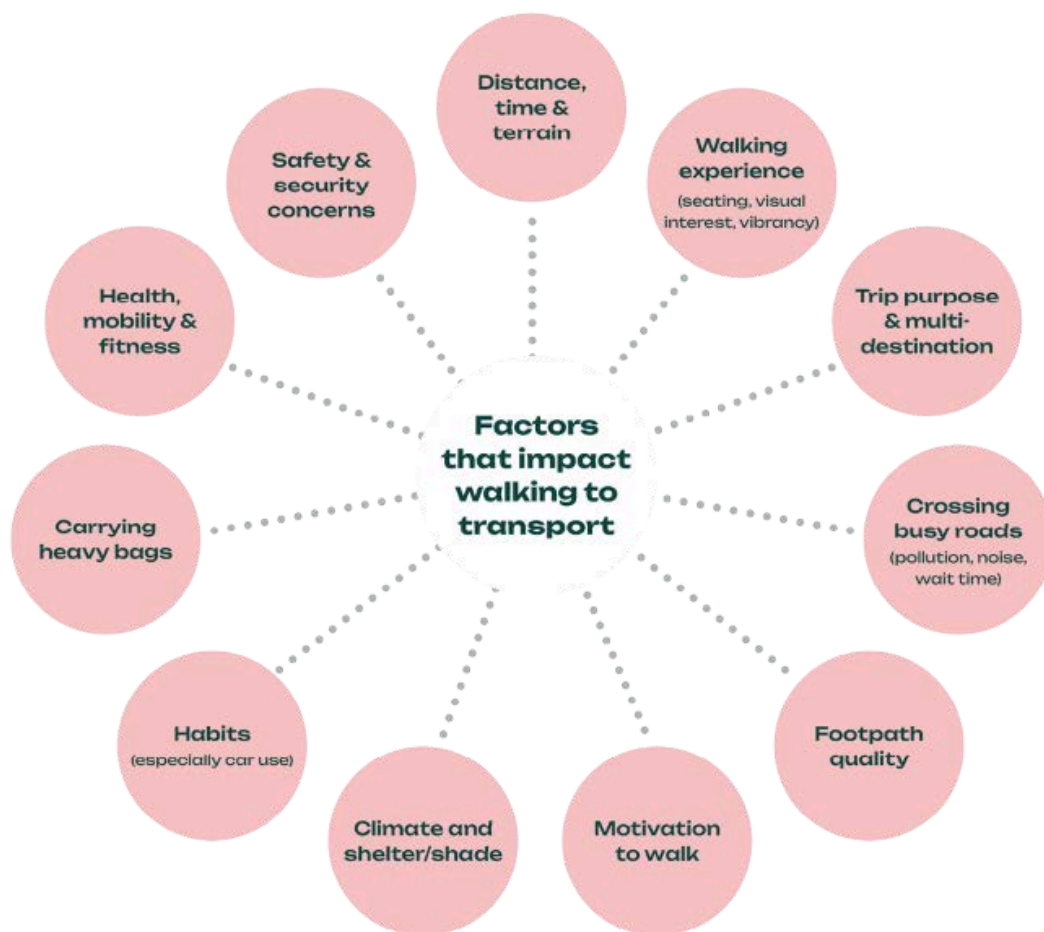 Distance,
time &
terrain
Walking
experience
(seating, visual
interest, vibrancy)
Trip purpose
& multi-
destination
Crossing
busy roads
(pollution, noise,
wait time)
Footpath
quality
Motivation
to walk
Climate and
shelter/shade
Habits
(especially car use)
Carrying
heavy bags
Health,
mobility &
fitness
Safety &
security
concerns
Factors
that impact
walking to
transport